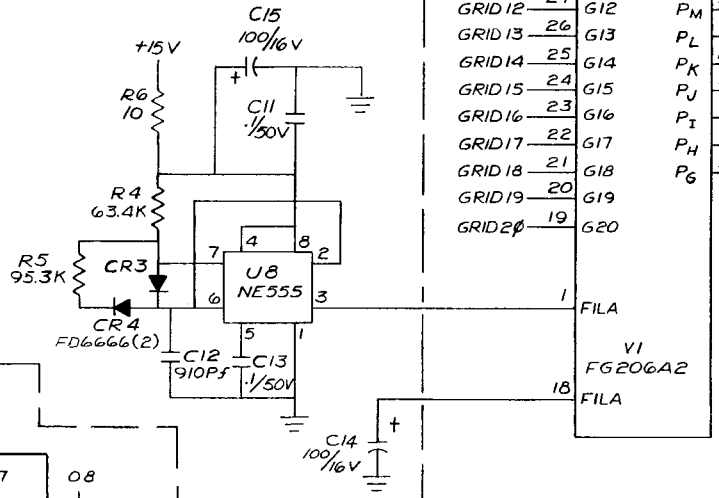 C15
100/16V
+
+15V
R6
10
C11
.1/50V
R4
63.4K
R5
95.3K
CR3
CR4
FD6666(2)
7
6
4
8
2
3
5
1
U8
NE555
C12
910Pf
C13
.1/50V
C14
100/16V
+
GRID12
G12
PM
GRID13 26 G13
PL
GRID14 25 G14
PK
GRID15 24 G15
PJ
GRID16 23 G16
PI
GRID17 22 G17
PH
GRID18 21 G18
PG
GRID19 20 G19
GRID2Ø 19 G20
1 FILA
V1
FG206A2
18 FILA
7
08